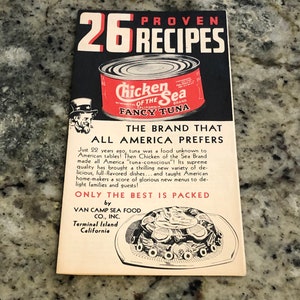 26 PROVEN
RECIPES
Chicken
OF THE Sea
FANCY TUNA
THE BRAND THAT
ALL AMERICA PREFERS
Just 22 years ago, tuna was a food unknown to
American tables! Then Chicken of the Sea Brand
made all America "tuna-conscious"! Its supreme
quality has brought a thrilling new variety of de-
licious, full-flavored dishes... and taught American
home-makers a score of glorious new menus to de-
light families and guests!
ONLY THE BEST IS PACKED
by
VAN CAMP SEA FOOD
CO., INC.
Terminal Island
California